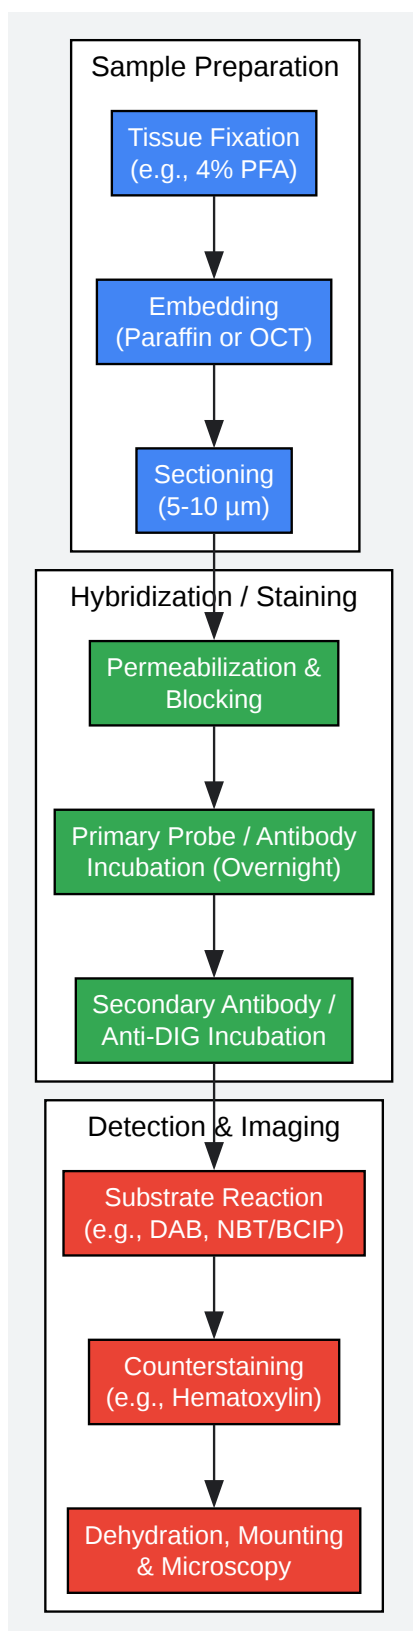 Sample Preparation
Tissue Fixation
(e.g., 4% PFA)
Embedding
(Paraffin or OCT)
Sectioning
(5-10 µm)
Hybridization / Staining
Permeabilization &
Blocking
Primary Probe / Antibody
Incubation (Overnight)
Secondary Antibody /
Anti-DIG Incubation
Detection & Imaging
Substrate Reaction
(e.g., DAB, NBT/BCIP)
Counterstaining
(e.g., Hematoxylin)
Dehydration, Mounting
& Microscopy